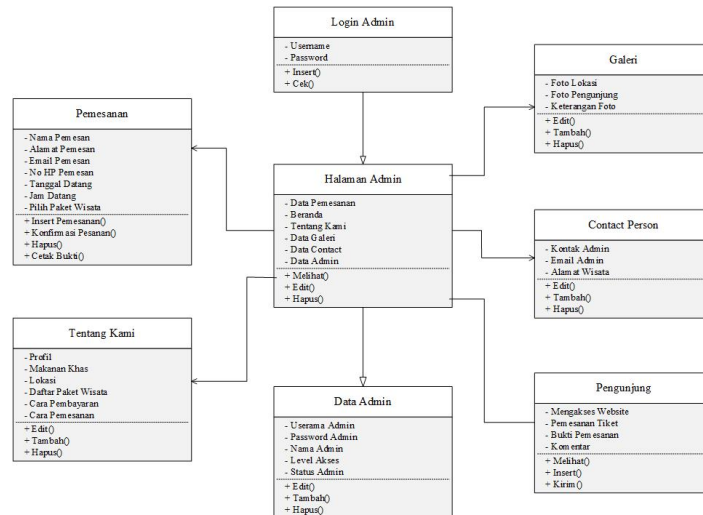 Login Admin
- Username
- Password
+ Insert()
+ Cek()
Galeri
- Foto Lokasi
- Foto Pengunjung
- Keterangan Foto
+ Edit()
+ Tambah()
+ Hapus()
Pemesanan
- Nama Pemesan
- Alamat Pemesan
- Email Pemesan
- No HP Pemesan
- Tanggal Datang
- Jam Datang
- Pilih Paket Wisata
+ Insert Pemesanan()
+ Konfirmasi Pesanan()
+ Hapus()
+ Cetak Bukti()
Halaman Admin
- Data Pemesanan
- Beranda
- Tentang Kami
- Data Galeri
- Data Contact
- Data Admin
+ Melihat()
+ Edit()
+ Hapus()
Contact Person
- Kontak Admin
- Email Admin
- Alamat Wisata
+ Edit()
+ Tambah()
+ Hapus()
Tentang Kami
- Profil
- Makanan Khas
- Lokasi
- Daftar Paket Wisata
- Cara Pembayaran
- Cara Pemesanan
+ Edit()
+ Tambah()
+ Hapus()
Data Admin
- Userama Admin
- Password Admin
- Nama Admin
- Level Akses
- Status Admin
+ Edit()
+ Tambah()
+ Hapus()
Pengunjung
- Mengakses Website
- Pemesanan Tiket
- Bukti Pemesanan
- Komentar
+ Melihat()
+ Insert()
+ Kirim()